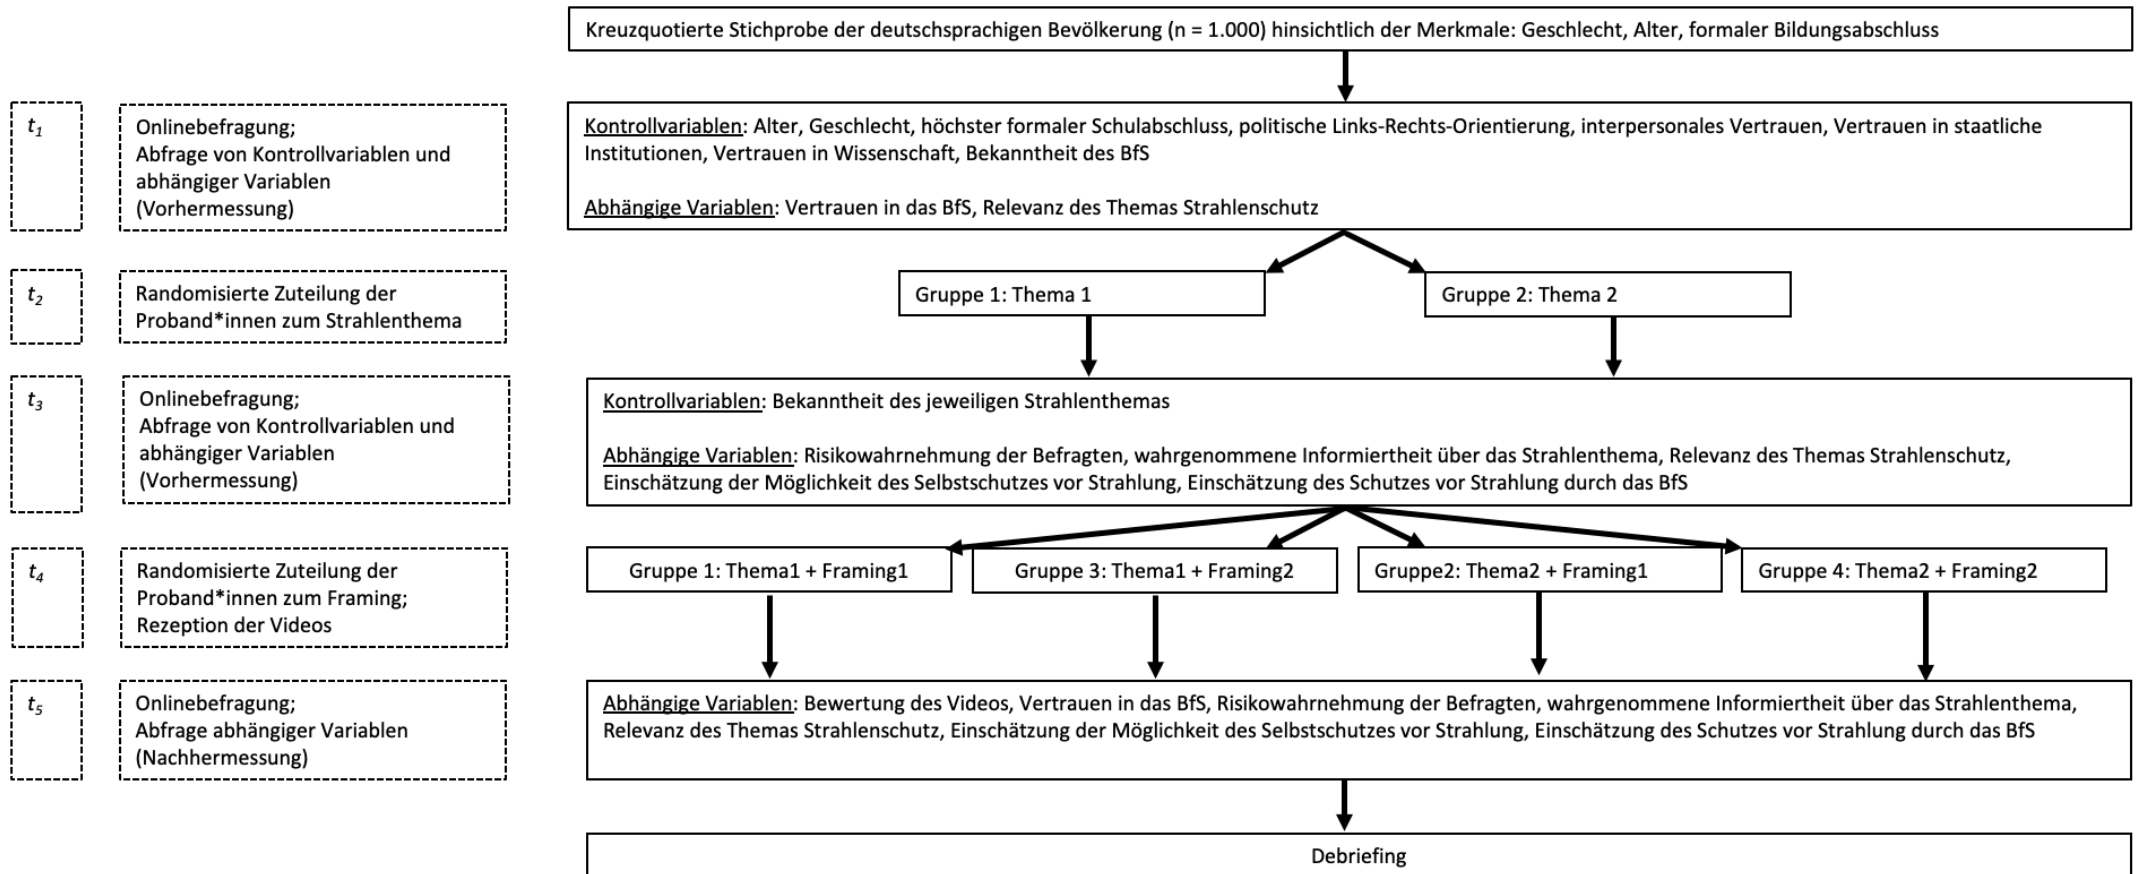 Kreuzquotierte Stichprobe der deutschsprachigen Bevölkerung (n = 1.000) hinsichtlich der Merkmale: Geschlecht, Alter, formaler Bildungsabschluss
t1
Onlinebefragung;
Abfrage von Kontrollvariablen und
abhängiger Variablen
(Vorhermessung)
Kontrollvariablen: Alter, Geschlecht, höchster formaler Schulabschluss, politische Links-Rechts-Orientierung, interpersonales Vertrauen, Vertrauen in staatliche
Institutionen, Vertrauen in Wissenschaft, Bekanntheit des BfS
Abhängige Variablen: Vertrauen in das BfS, Relevanz des Themas Strahlenschutz
t2
Randomisierte Zuteilung der
Proband*innen zum Strahlenthema
Gruppe 1: Thema 1
Gruppe 2: Thema 2
t3
Onlinebefragung;
Abfrage von Kontrollvariablen und
abhängiger Variablen
(Vorhermessung)
Kontrollvariablen: Bekanntheit des jeweiligen Strahlenthemas
Abhängige Variablen: Risikowahrnehmung der Befragten, wahrgenommene Informiertheit über das Strahlenthema, Relevanz des Themas Strahlenschutz,
Einschätzung der Möglichkeit des Selbstschutzes vor Strahlung, Einschätzung des Schutzes vor Strahlung durch das BfS
t4
Randomisierte Zuteilung der
Proband*innen zum Framing;
Rezeption der Videos
Gruppe 1: Thema1 + Framing1
Gruppe 3: Thema1 + Framing2
Gruppe2: Thema2 + Framing1
Gruppe 4: Thema2 + Framing2
t5
Onlinebefragung;
Abfrage abhängiger Variablen
(Nachhermessung)
Abhängige Variablen: Bewertung des Videos, Vertrauen in das BfS, Risikowahrnehmung der Befragten, wahrgenommene Informiertheit über das Strahlenthema,
Relevanz des Themas Strahlenschutz, Einschätzung der Möglichkeit des Selbstschutzes vor Strahlung, Einschätzung des Schutzes vor Strahlung durch das BfS
Debriefing